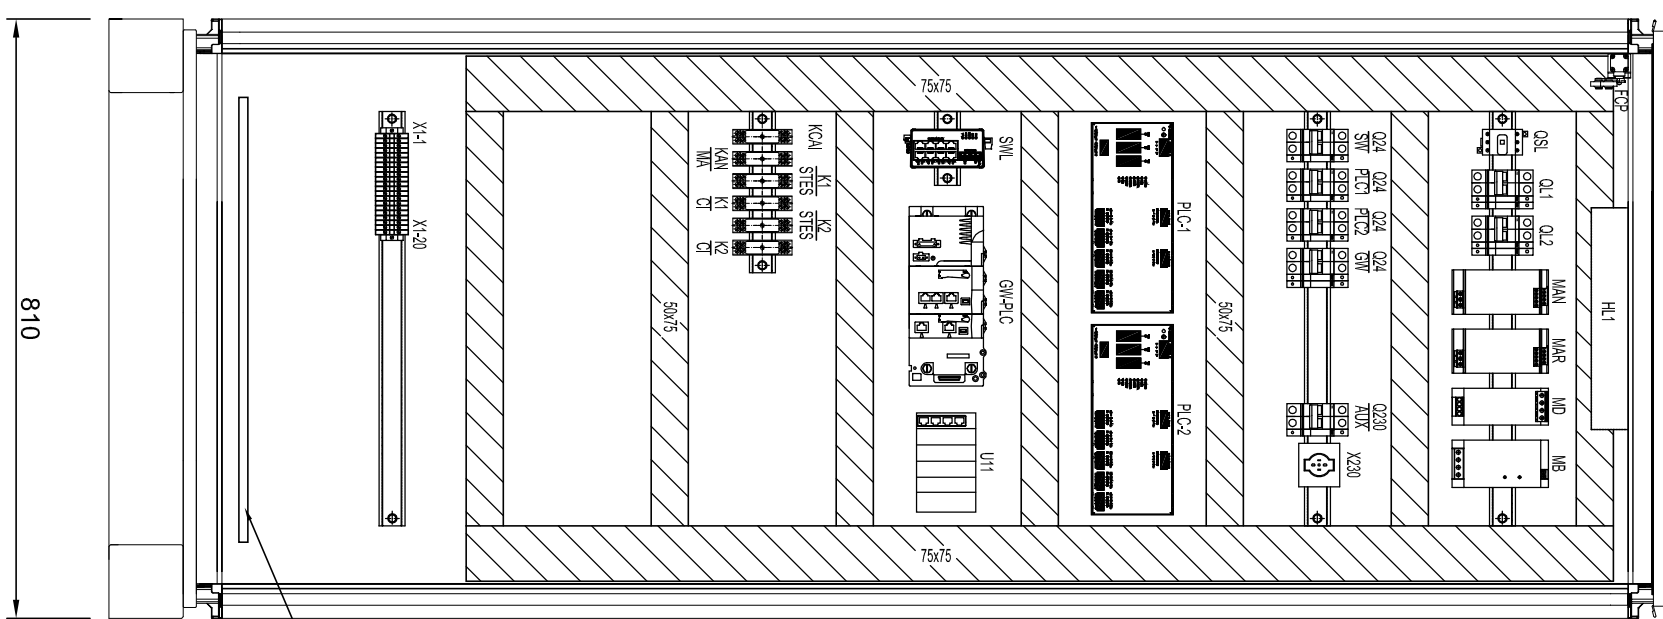 FCP
HL1
QSL
QL1
QL2
MAN
MAR
MD
MB
Q24
SW
Q24
PLC1
Q24
PLC2
Q24
GW
Q230
AUX
X230
50x75
PLC-1
PLC-2
SWL
GW-PLC
U11
75x75
75x75
KCAI
KAN
MA
K1
STES
K1
CI
K2
STES
K2
CI
50x75
X1-1
X1-20
810